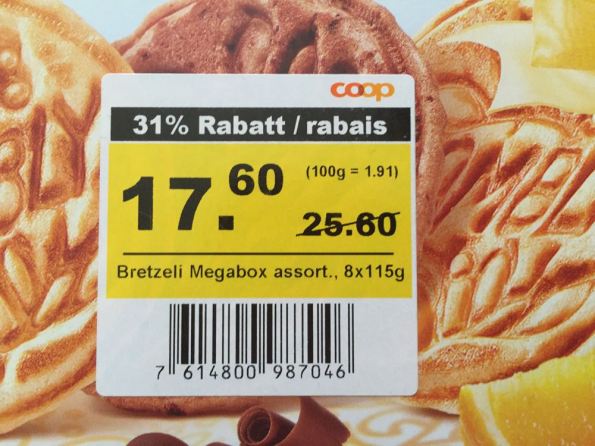 coop
31% Rabatt / rabais
17.60 (100g = 1.91)
25.60
Bretzeli Megabox assort., 8x115g
7 614800 987046